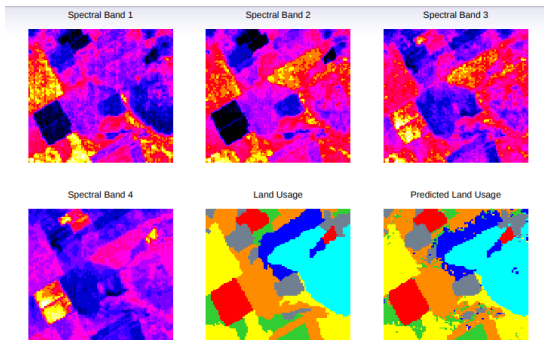 Spectral Band 1
Spectral Band 2
Spectral Band 3
Spectral Band 4
Land Usage
Predicted Land Usage